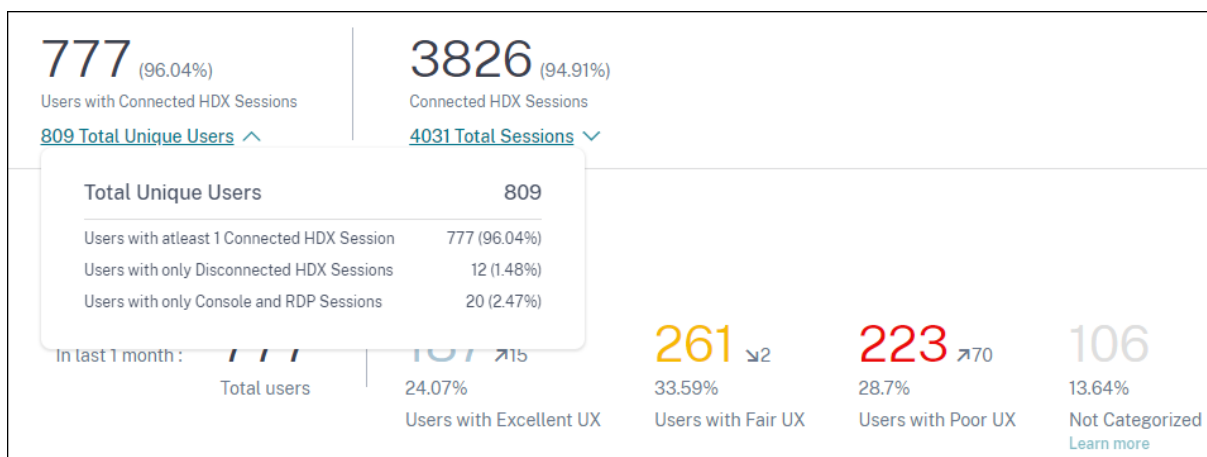 777 (96.04%)
Users with Connected HDX Sessions
809 Total Unique Users
3826 (94.91%)
Connected HDX Sessions
4031 Total Sessions
Total Unique Users 809
Users with atleast 1 Connected HDX Session 777 (96.04%)
Users with only Disconnected HDX Sessions 12 (1.48%)
Users with only Console and RDP Sessions 20 (2.47%)
In last 1 month : 777
Total users
187 15
24.07%
Users with Excellent UX
261 2
33.59%
Users with Fair UX
223 70
28.7%
Users with Poor UX
106
13.64%
Not Categorized
Learn more